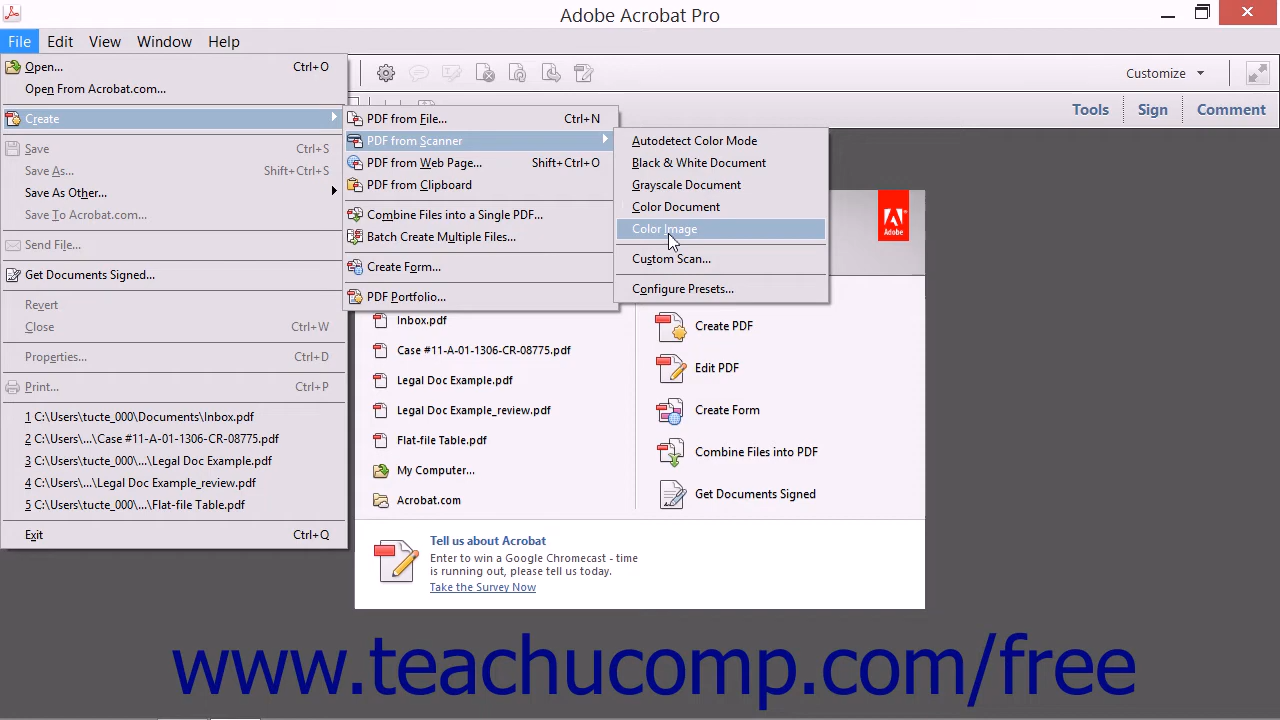 Adobe Acrobat Pro
File Edit View Window Help
Customize
Tools Sign Comment
Open... Ctrl+O
Open From Acrobat.com...
Create
Save Ctrl+S
Save As... Shift+Ctrl+S
Save As Other...
Save To Acrobat.com...
Send File...
Get Documents Signed...
Revert
Close Ctrl+W
Properties... Ctrl+D
Print... Ctrl+P
1 C:\Users\tucte_000\Documents\Inbox.pdf
2 C:\Users\...\Case #11-A-01-1306-CR-08775.pdf
3 C:\Users\tucte_000\...\Legal Doc Example.pdf
4 C:\Users\...\Legal Doc Example_review.pdf
5 C:\Users\tucte_000\...\Flat-file Table.pdf
Exit Ctrl+Q
PDF from File... Ctrl+N
PDF from Scanner
PDF from Web Page... Shift+Ctrl+O
PDF from Clipboard
Combine Files into a Single PDF...
Batch Create Multiple Files...
Create Form...
PDF Portfolio...
Autodetect Color Mode
Black & White Document
Grayscale Document
Color Document
Color Image
Custom Scan...
Configure Presets...
Adobe
Inbox.pdf
Case #11-A-01-1306-CR-08775.pdf
Legal Doc Example.pdf
Legal Doc Example_review.pdf
Flat-file Table.pdf
My Computer...
Acrobat.com
Create PDF
Edit PDF
Create Form
Combine Files into PDF
Get Documents Signed
Tell us about Acrobat
Enter to win a Google Chromecast - time
is running out, please tell us today.
Take the Survey Now
www.teachucomp.com/free